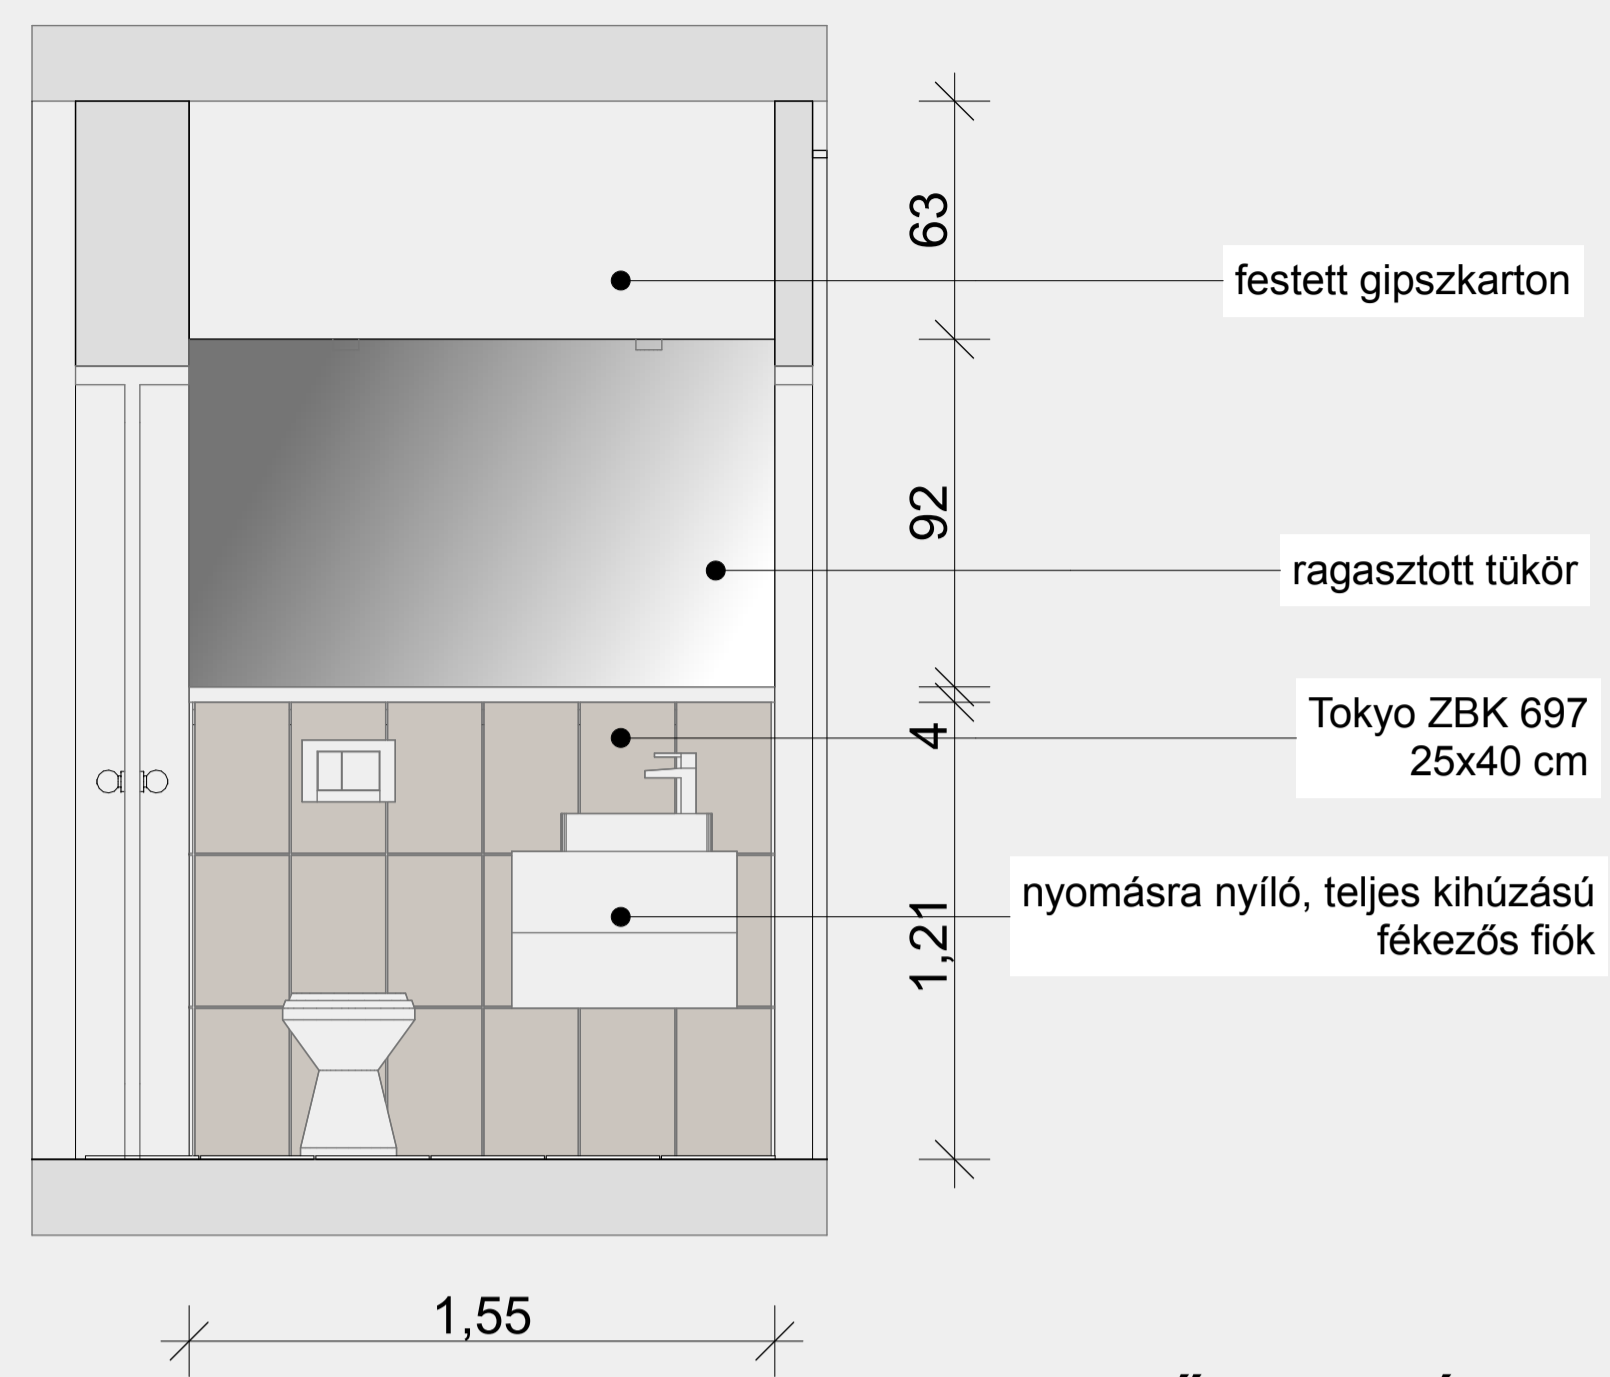 63
festett gipszkarton
92
ragasztott tükör
Tokyo ZBK 697
25x40 cm
4
nyomásra nyíló, teljes kihúzású
fékezős fiók
1,21
1,55